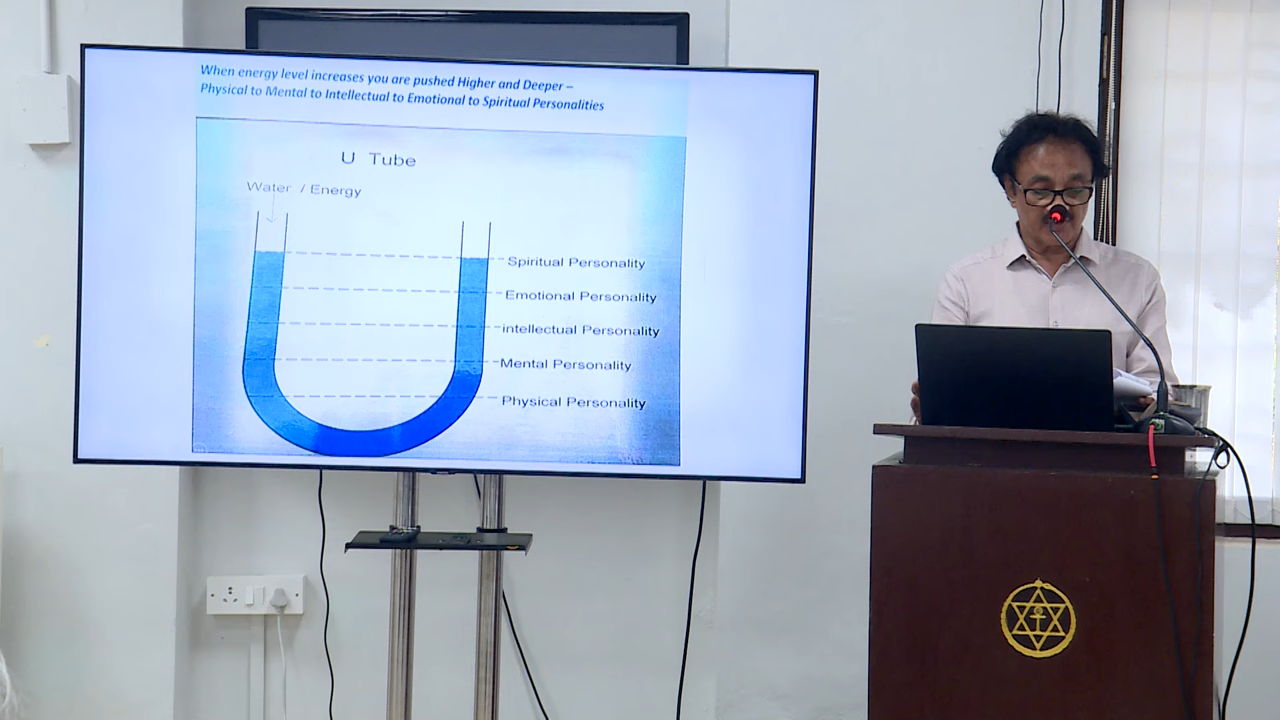 When energy level increases you are pushed Higher and Deeper –
Physical to Mental to Intellectual to Emotional to Spiritual Personalities
U Tube
Water / Energy
Spiritual Personality
Emotional Personality
intellectual Personality
Mental Personality
Physical Personality